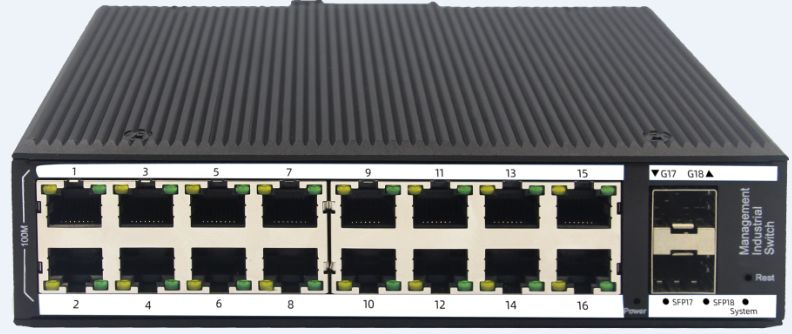 1 3 5 7 9 11 13 15
▼G17 G18▲
100M
Management
Industrial
Switch
Rest
2 4 6 8 10 12 14 16
Power
● SFP17 ● SFP18 ●
System